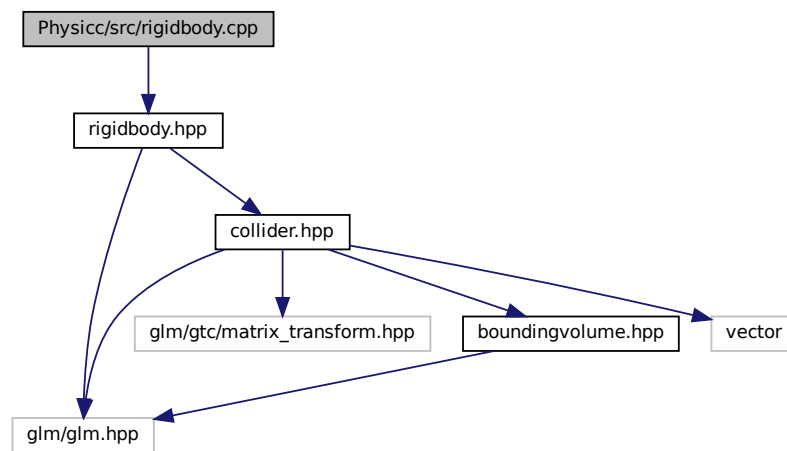 Physicc/src/rigidbody.cpp
rigidbody.hpp
collider.hpp
glm/gtc/matrix_transform.hpp
boundingvolume.hpp
vector
glm/glm.hpp